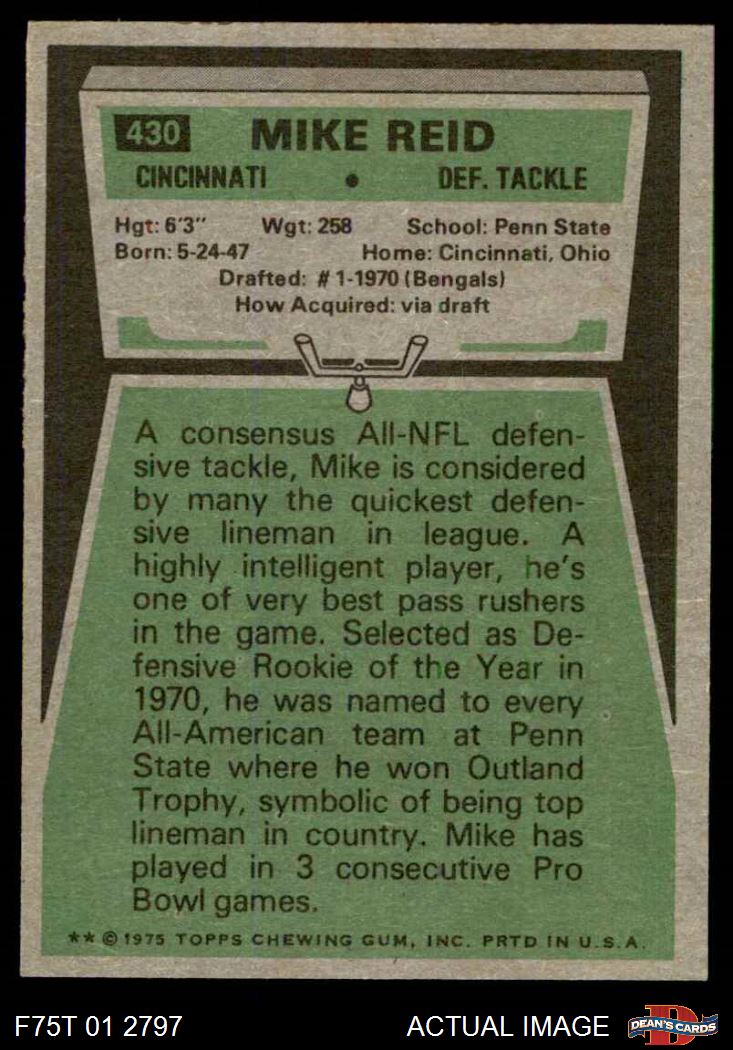 430 MIKE REID
CINCINNATI • DEF. TACKLE
Hgt: 6'3" Wgt: 258 School: Penn State
Born: 5-24-47 Home: Cincinnati, Ohio
Drafted: #1-1970 (Bengals)
How Acquired: via draft
A consensus All-NFL defen-
sive tackle, Mike is considered
by many the quickest defen-
sive lineman in league. A
highly intelligent player, he's
one of very best pass rushers
in the game. Selected as De-
fensive Rookie of the Year in
1970, he was named to every
All-American team at Penn
State where he won Outland
Trophy, symbolic of being top
lineman in country. Mike has
played in 3 consecutive Pro
Bowl games.
** © 1975 TOPPS CHEWING GUM, INC. PRTD IN U.S.A.
F75T 01 2797 ACTUAL IMAGE DEAN'S CARDS